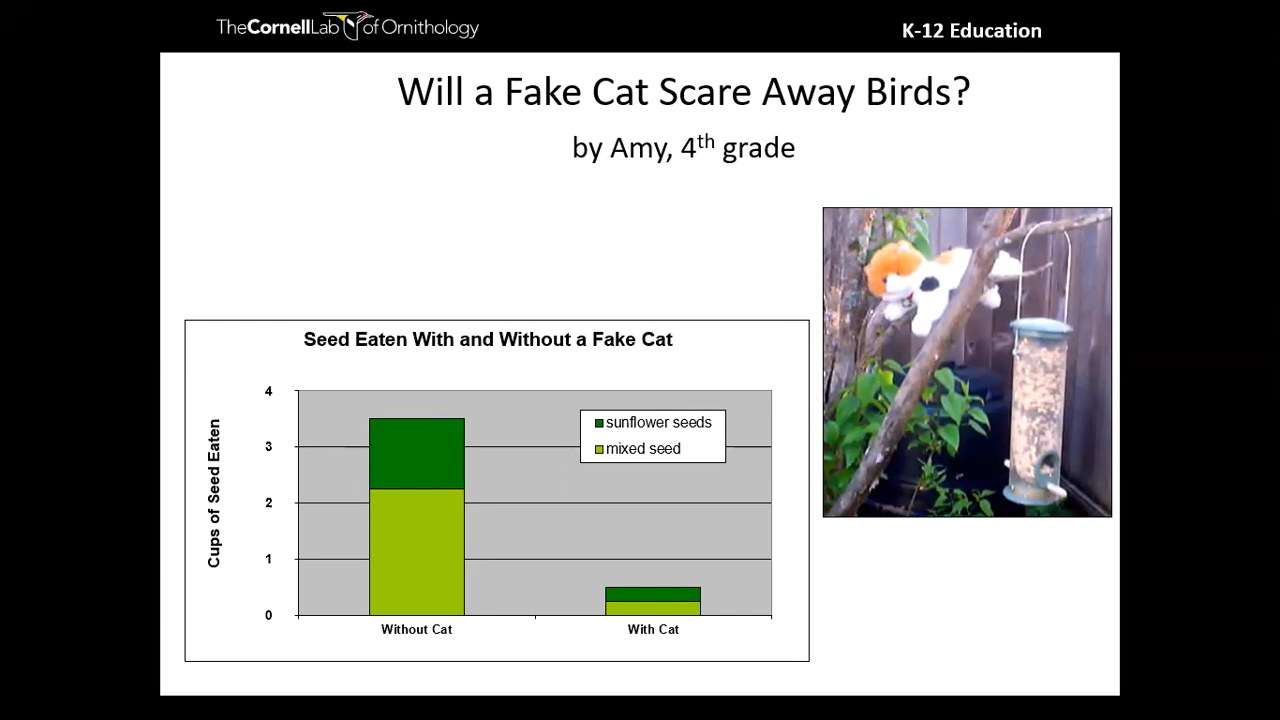 TheCornellLab of Ornithology
K-12 Education
Will a Fake Cat Scare Away Birds?
by Amy, 4th grade
Seed Eaten With and Without a Fake Cat
Cups of Seed Eaten
4
3
2
1
0
sunflower seeds
mixed seed
Without Cat
With Cat